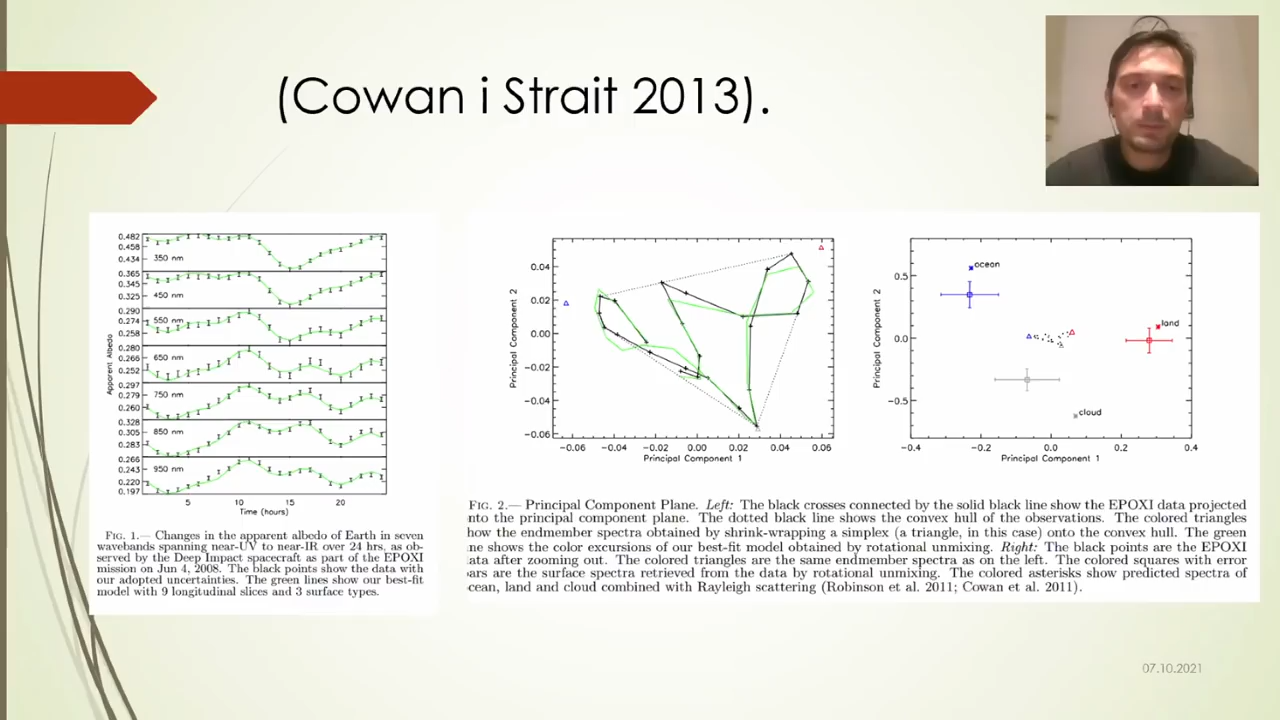 (Cowan i Strait 2013).
0.482
0.458
0.434
350 nm
0.365
0.345
0.325
450 nm
0.290
0.274
0.258
550 nm
0.280
0.266
0.252
650 nm
0.297
0.279
0.260
750 nm
0.328
0.305
0.283
850 nm
0.266
0.243
0.220
0.197
950 nm
Apparent Albedo
5 10 15 20
Time (hours)
FIG. 1.— Changes in the apparent albedo of Earth in seven
wavebands spanning near-UV to near-IR over 24 hrs, as ob-
served by the Deep Impact spacecraft as part of the EPOXI
mission on Jun 4, 2008. The black points show the data with
our adopted uncertainties. The green lines show our best-fit
model with 9 longitudinal slices and 3 surface types.
Principal Component 2
0.04
0.02
0.00
−0.02
−0.04
−0.06
−0.06 −0.04 −0.02 0.00 0.02 0.04 0.06
Principal Component 1
Principal Component 2
0.5
0.0
−0.5
ocean
land
cloud
−0.4 −0.2 0.0 0.2 0.4
Principal Component 1
FIG. 2.— Principal Component Plane. Left: The black crosses connected by the solid black line show the EPOXI data projected
nto the principal component plane. The dotted black line shows the convex hull of the observations. The colored triangles
how the endmember spectra obtained by shrink-wrapping a simplex (a triangle, in this case) onto the convex hull. The green
ne shows the color excursions of our best-fit model obtained by rotational unmixing. Right: The black points are the EPOXI
ata after zooming out. The colored triangles are the same endmember spectra as on the left. The colored squares with error
ars are the surface spectra retrieved from the data by rotational unmixing. The colored asterisks show predicted spectra of
cean, land and cloud combined with Rayleigh scattering (Robinson et al. 2011; Cowan et al. 2011).
07.10.2021